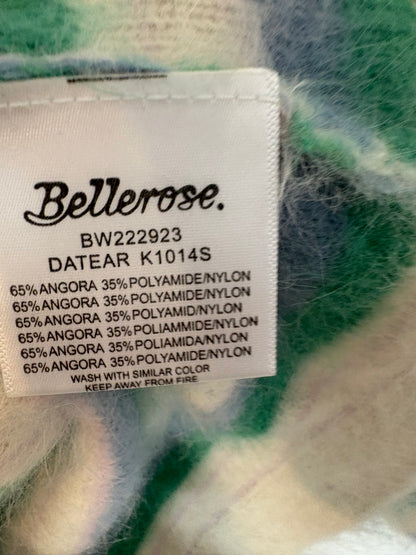 Bellerose.
BW222923
DATEAR K1014S
65% ANGORA 35% POLYAMIDE/NYLON
65% ANGORA 35% POLYAMIDE/NYLON
65% ANGORA 35% POLYAMID/NYLON
65% ANGORA 35% POLIAMMIDE/NYLON
65% ANGORA 35% POLIAMIDA/NYLON
65% ANGORA 35% POLYAMIDE/NYLON
WASH WITH SIMILAR COLOR
KEEP AWAY FROM FIRE